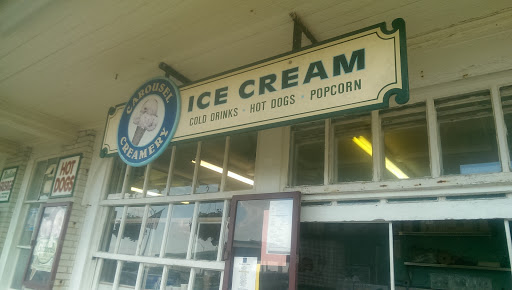 CAROUSEL
CREAMERY
ICE CREAM
COLD DRINKS · HOT DOGS · POPCORN
HOT
DOGS